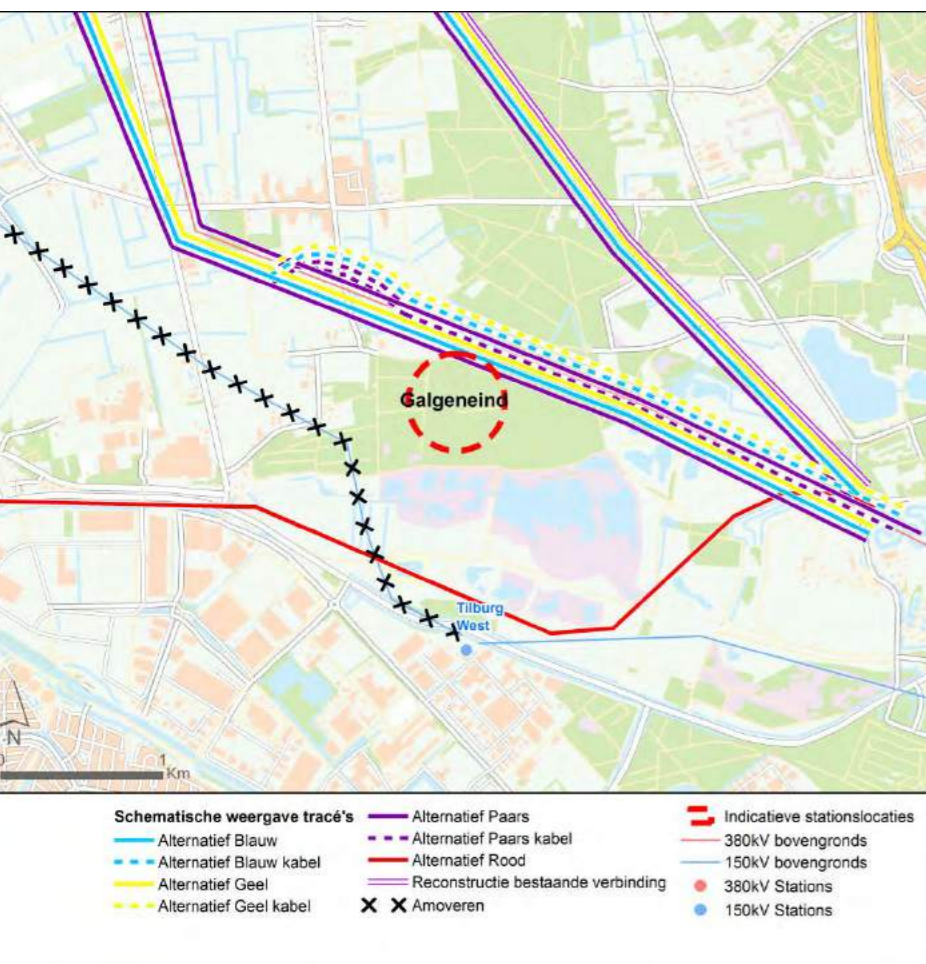 Galgeneind
Tilburg
West
N
0 1
Km
Schematische weergave tracé's
Alternatief Blauw
Alternatief Blauw kabel
Alternatief Geel
Alternatief Geel kabel
Alternatief Paars
Alternatief Paars kabel
Alternatief Rood
Reconstructie bestaande verbinding
Amoveren
Indicatieve stationslocaties
380kV bovengronds
150kV bovengronds
380kV Stations
150kV Stations